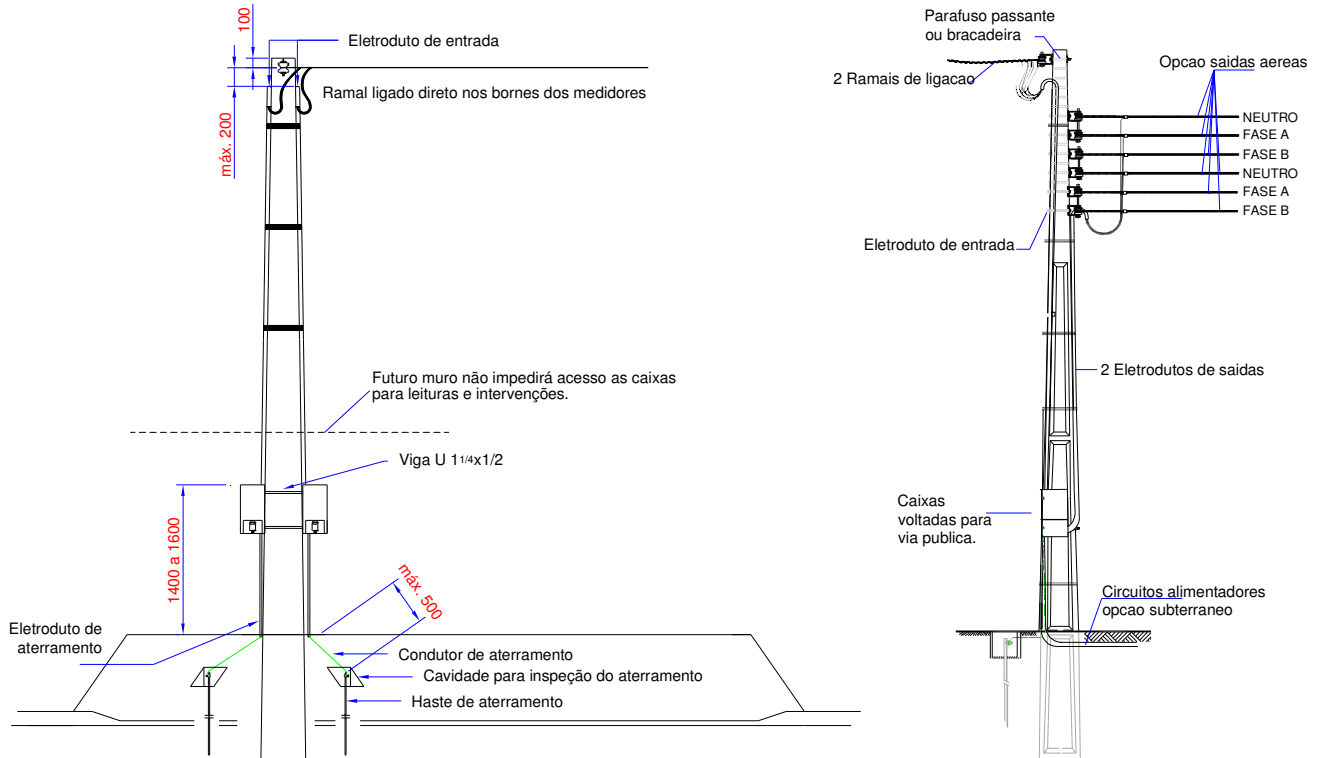 100
Eletroduto de entrada
Ramal ligado direto nos bornes dos medidores
máx. 200
Futuro muro não impedirá acesso as caixas
para leituras e intervenções.
Viga U 1 1/4x1/2
1400 a 1600
máx. 500
Eletroduto de
aterramento
Condutor de aterramento
Cavidade para inspeção do aterramento
Haste de aterramento
Parafuso passante
ou bracadeira
2 Ramais de ligacao
Opcao saidas aereas
NEUTRO
FASE A
FASE B
NEUTRO
FASE A
FASE B
Eletroduto de entrada
2 Eletrodutos de saidas
Caixas
voltadas para
via publica.
Circuitos alimentadores
opcao subterraneo